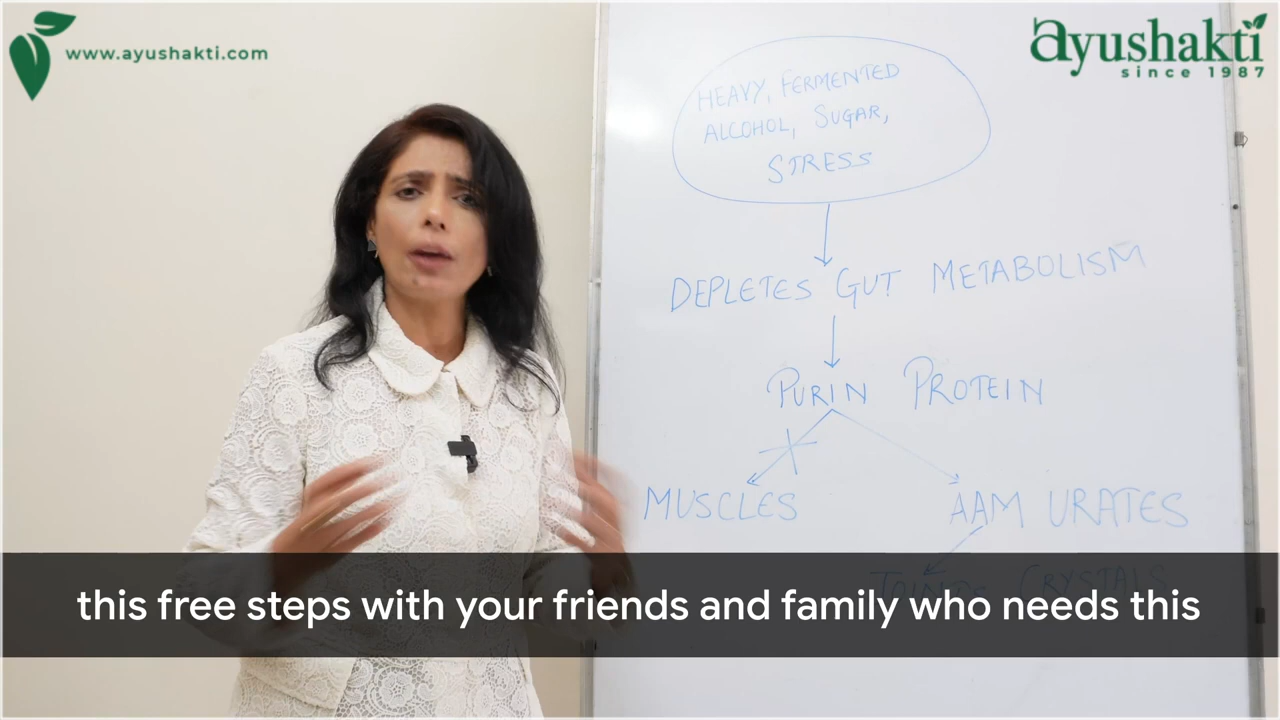 www.ayushakti.com
ayushakti
since 1987
HEAVY, FERMENTED
ALCOHOL, SUGAR,
STRESS
DEPLETES GUT METABOLISM
PURIN PROTEIN
MUSCLES
AAM URATES
CRYSTALS
this free steps with your friends and family who needs this